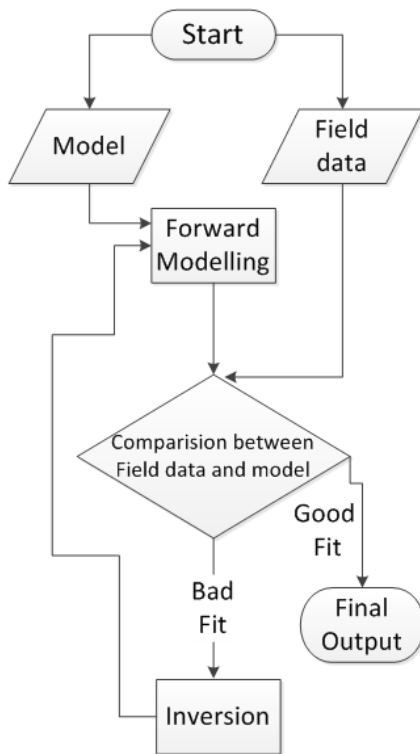 Start
Model
Field
data
Forward
Modelling
Comparision between
Field data and model
Good
Fit
Bad
Fit
Final
Output
Inversion